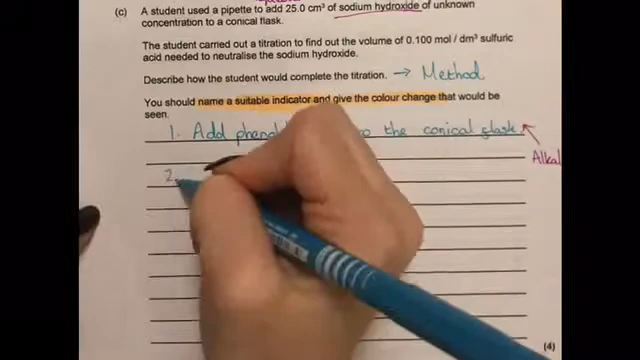 (c) A student used a pipette to add 25.0 cm³ of sodium hydroxide of unknown
concentration to a conical flask.
The student carried out a titration to find out the volume of 0.100 mol / dm³ sulfuric
acid needed to neutralise the sodium hydroxide.
Describe how the student would complete the titration. → Method
You should name a suitable indicator and give the colour change that would be
seen.
1. Add to the conical flask.
Alkal
2.
(4)